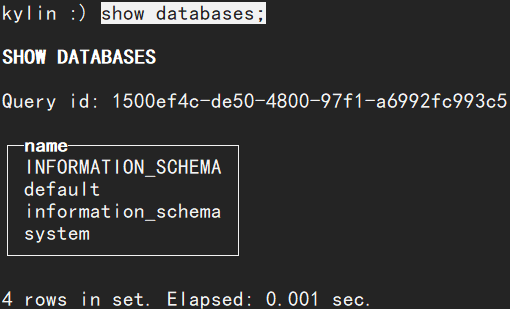 kylin :) show databases;
SHOW DATABASES
Query id: 1500ef4c-de50-4800-97f1-a6992fc993c5
name
INFORMATION_SCHEMA
default
information_schema
system
4 rows in set. Elapsed: 0.001 sec.